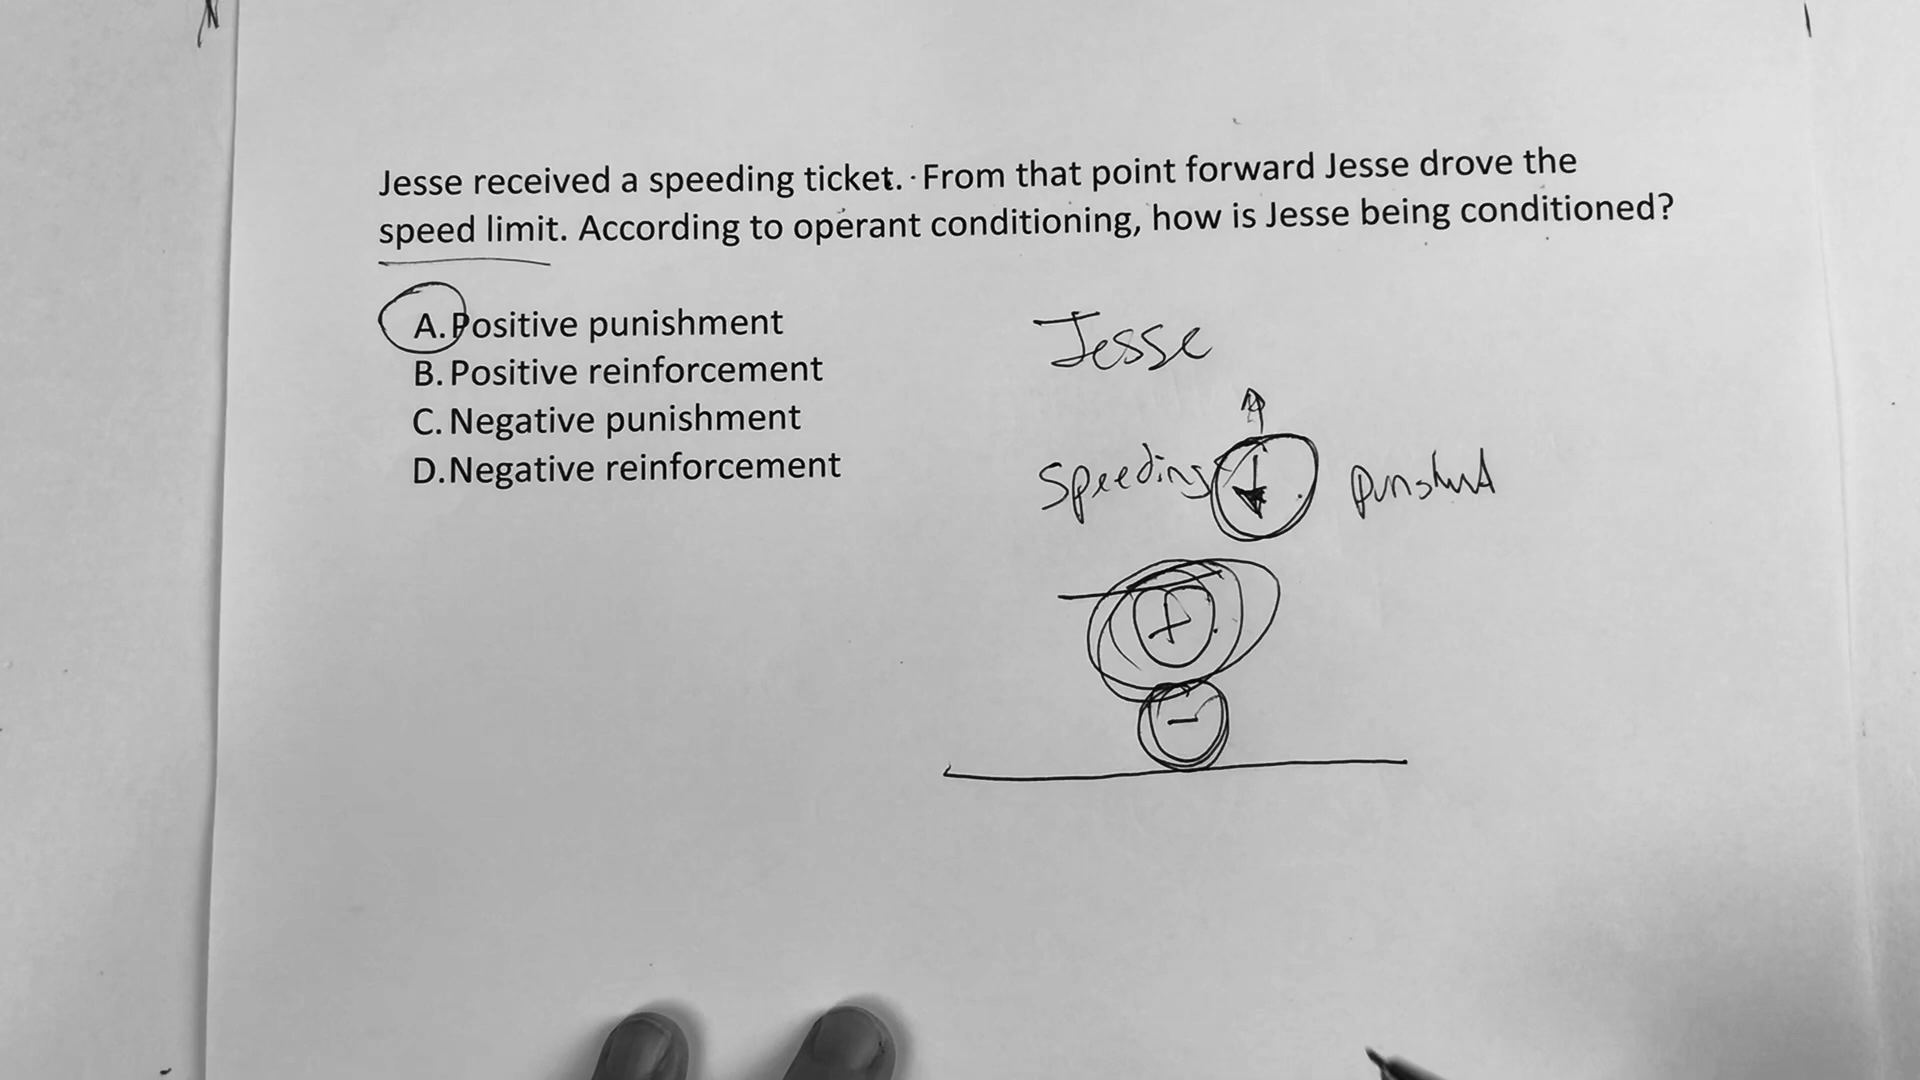 Jesse received a speeding ticket. From that point forward Jesse drove the
speed limit. According to operant conditioning, how is Jesse being conditioned?
A. Positive punishment
B. Positive reinforcement
C. Negative punishment
D. Negative reinforcement
Jesse
Speeding
+
-